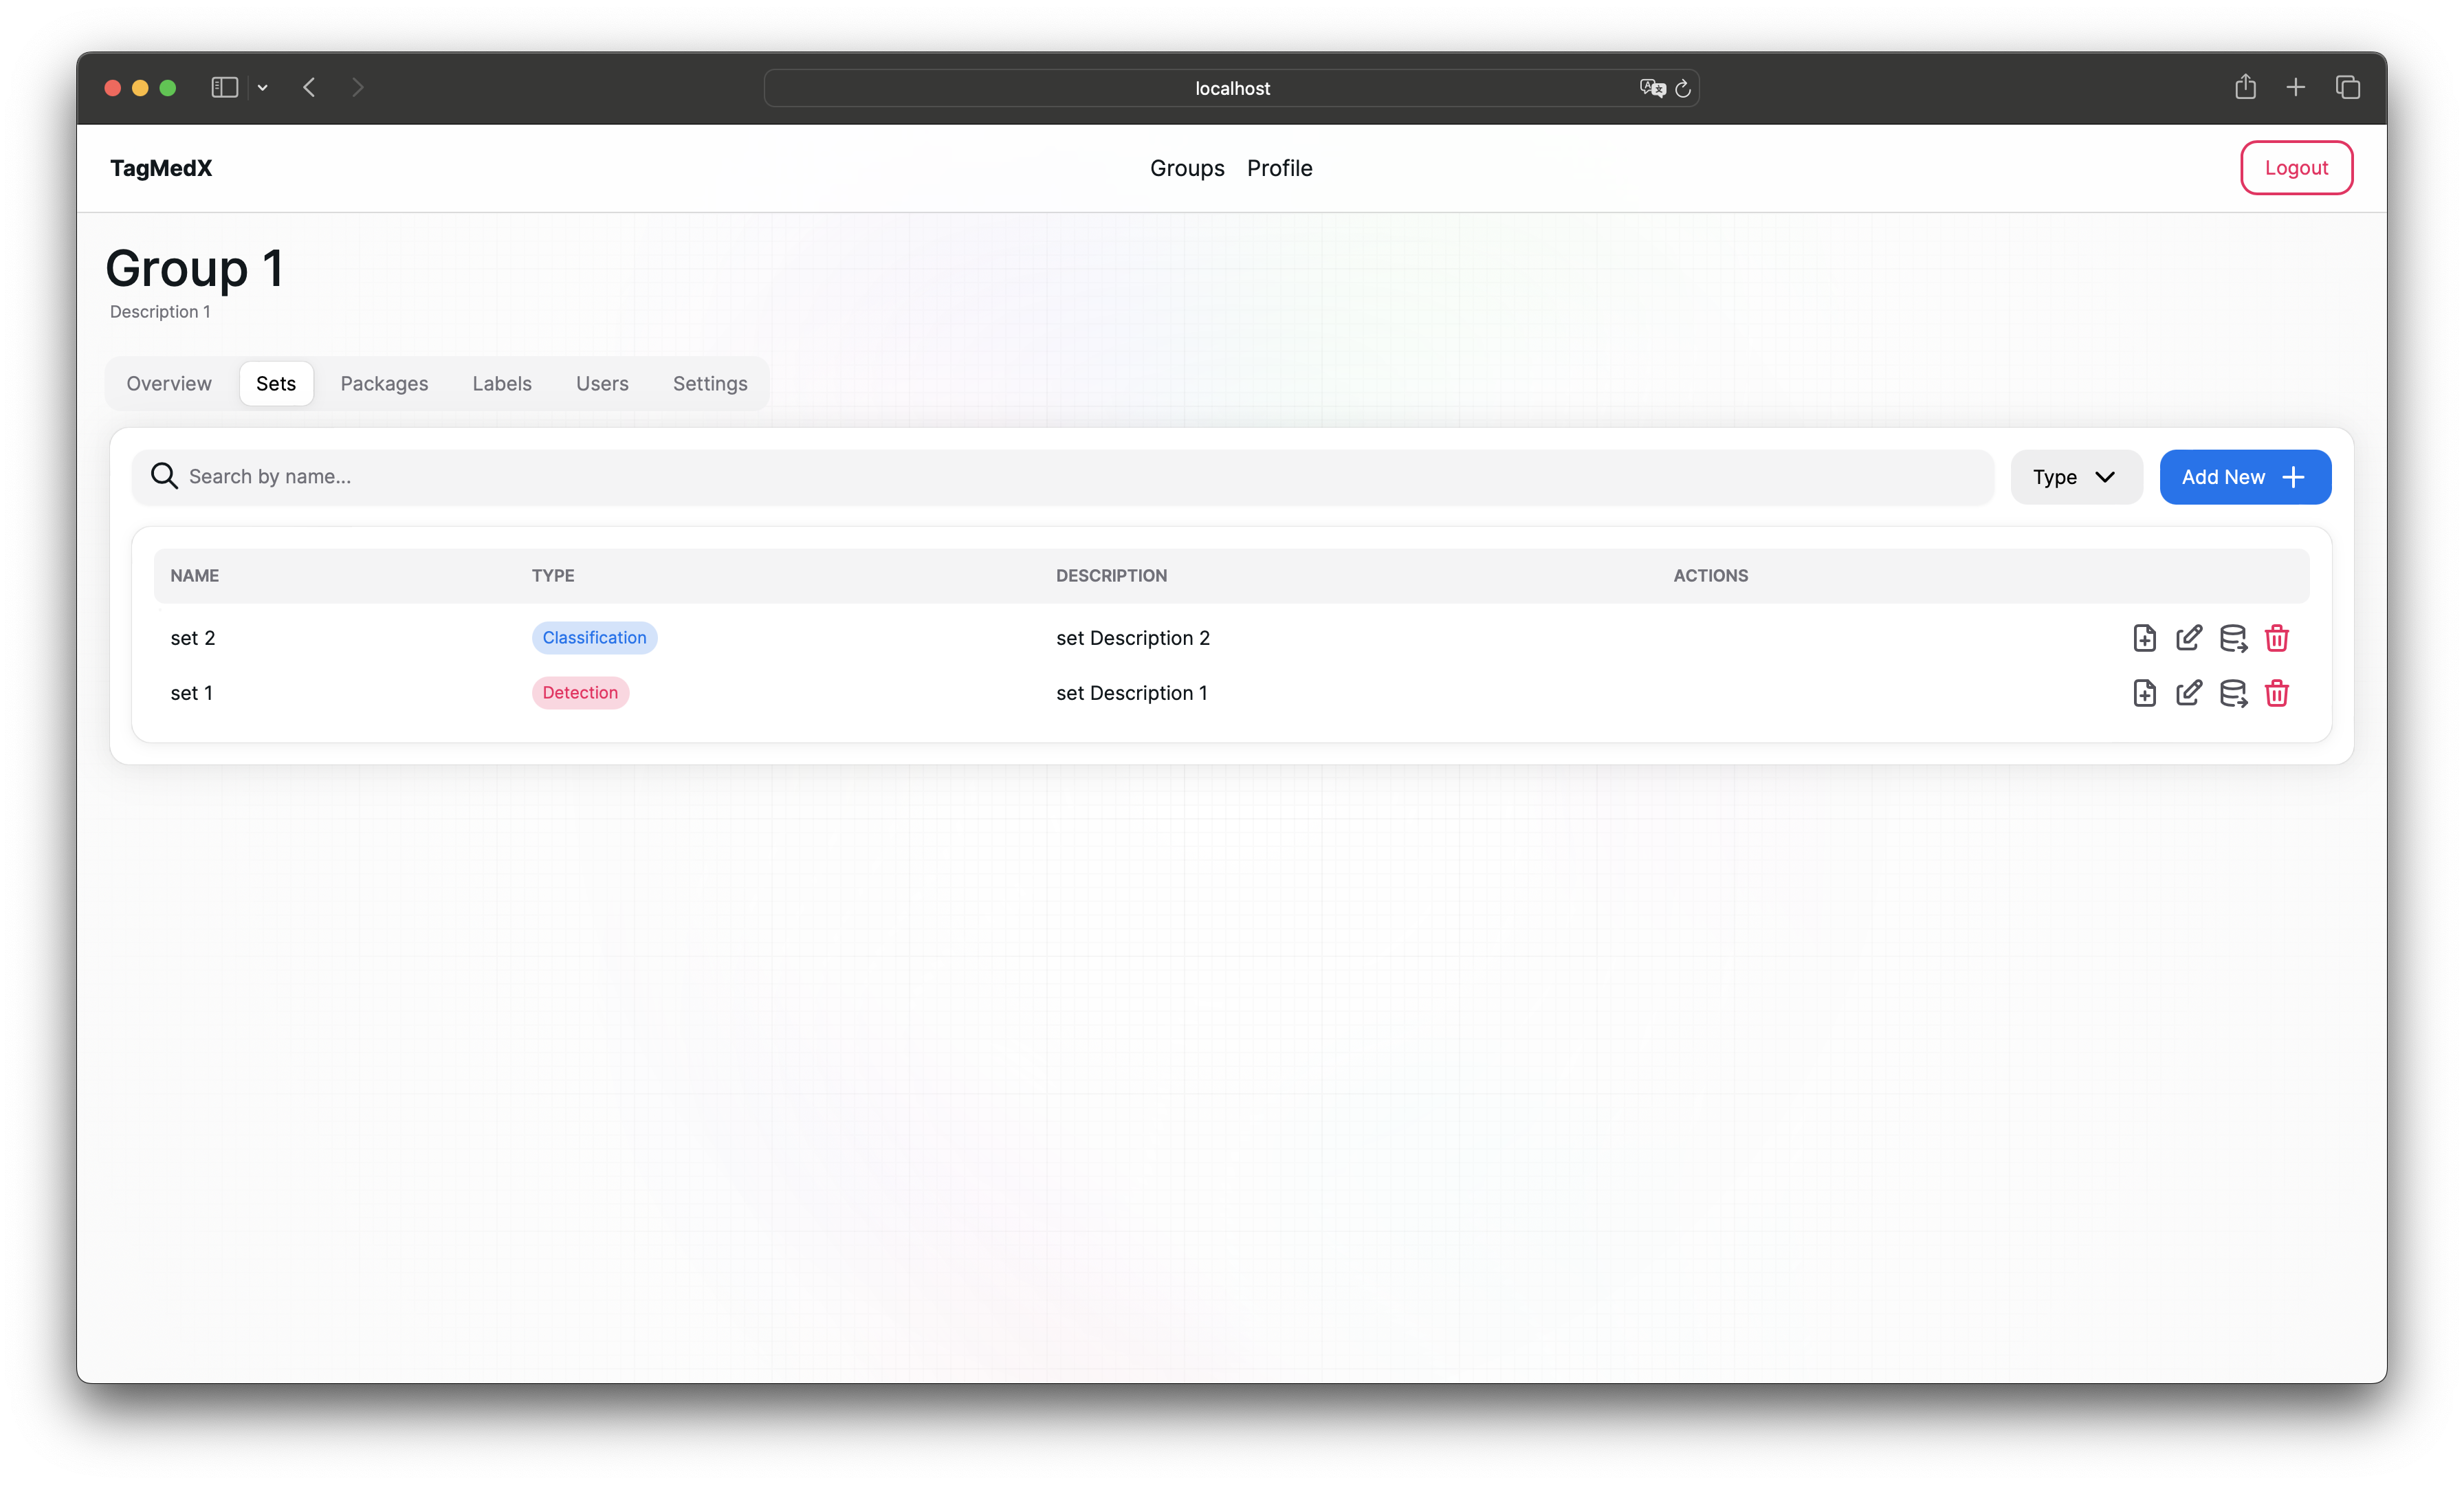 localhost
TagMedX
Groups Profile
Logout
Group 1
Description 1
Overview Sets Packages Labels Users Settings
Search by name...
Type
Add New
NAME TYPE DESCRIPTION ACTIONS
set 2 Classification set Description 2
set 1 Detection set Description 1